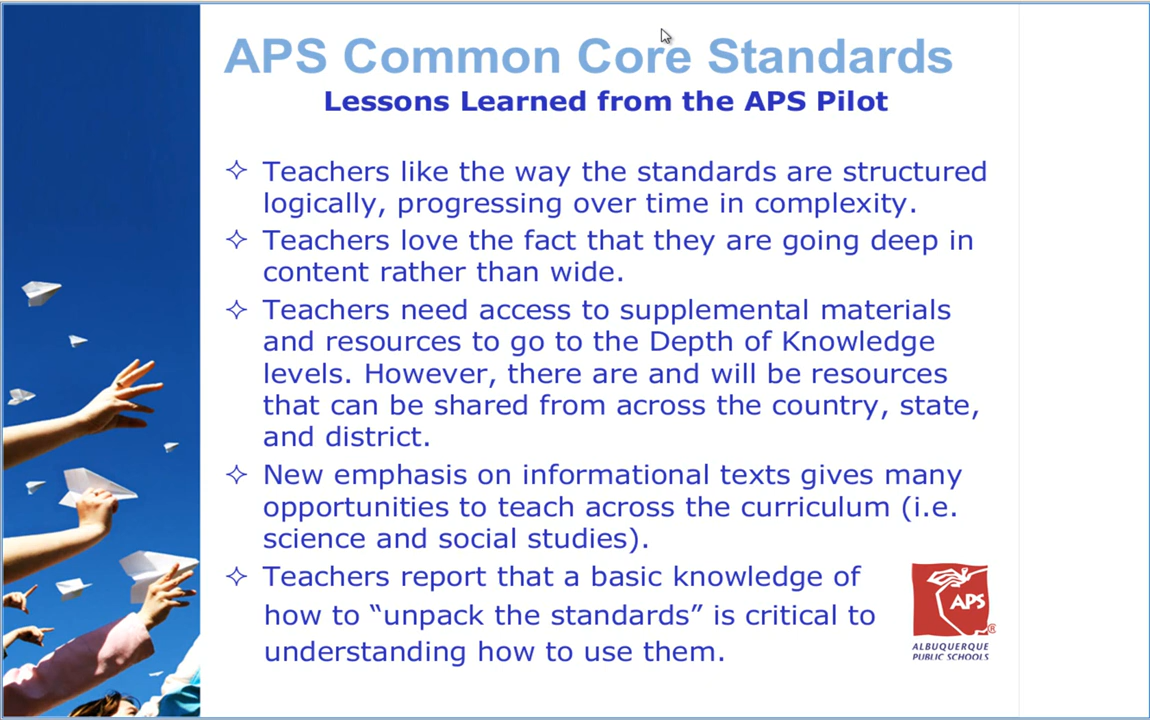 APS Common Core Standards
Lessons Learned from the APS Pilot
Teachers like the way the standards are structured
logically, progressing over time in complexity.
Teachers love the fact that they are going deep in
content rather than wide.
Teachers need access to supplemental materials
and resources to go to the Depth of Knowledge
levels. However, there are and will be resources
that can be shared from across the country, state,
and district.
New emphasis on informational texts gives many
opportunities to teach across the curriculum (i.e.
science and social studies).
Teachers report that a basic knowledge of
how to “unpack the standards” is critical to
understanding how to use them.
APS®
ALBUQUERQUE
PUBLIC SCHOOLS